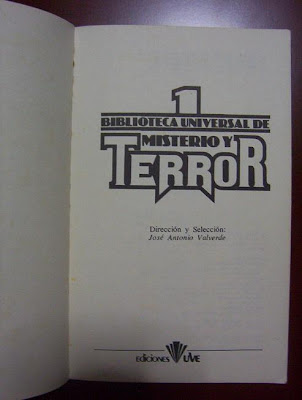 1
BIBLIOTECA UNIVERSAL DE
MISTERIO Y
TERROR
Dirección y Selección:
José Antonio Valverde
EDICIONES UVE